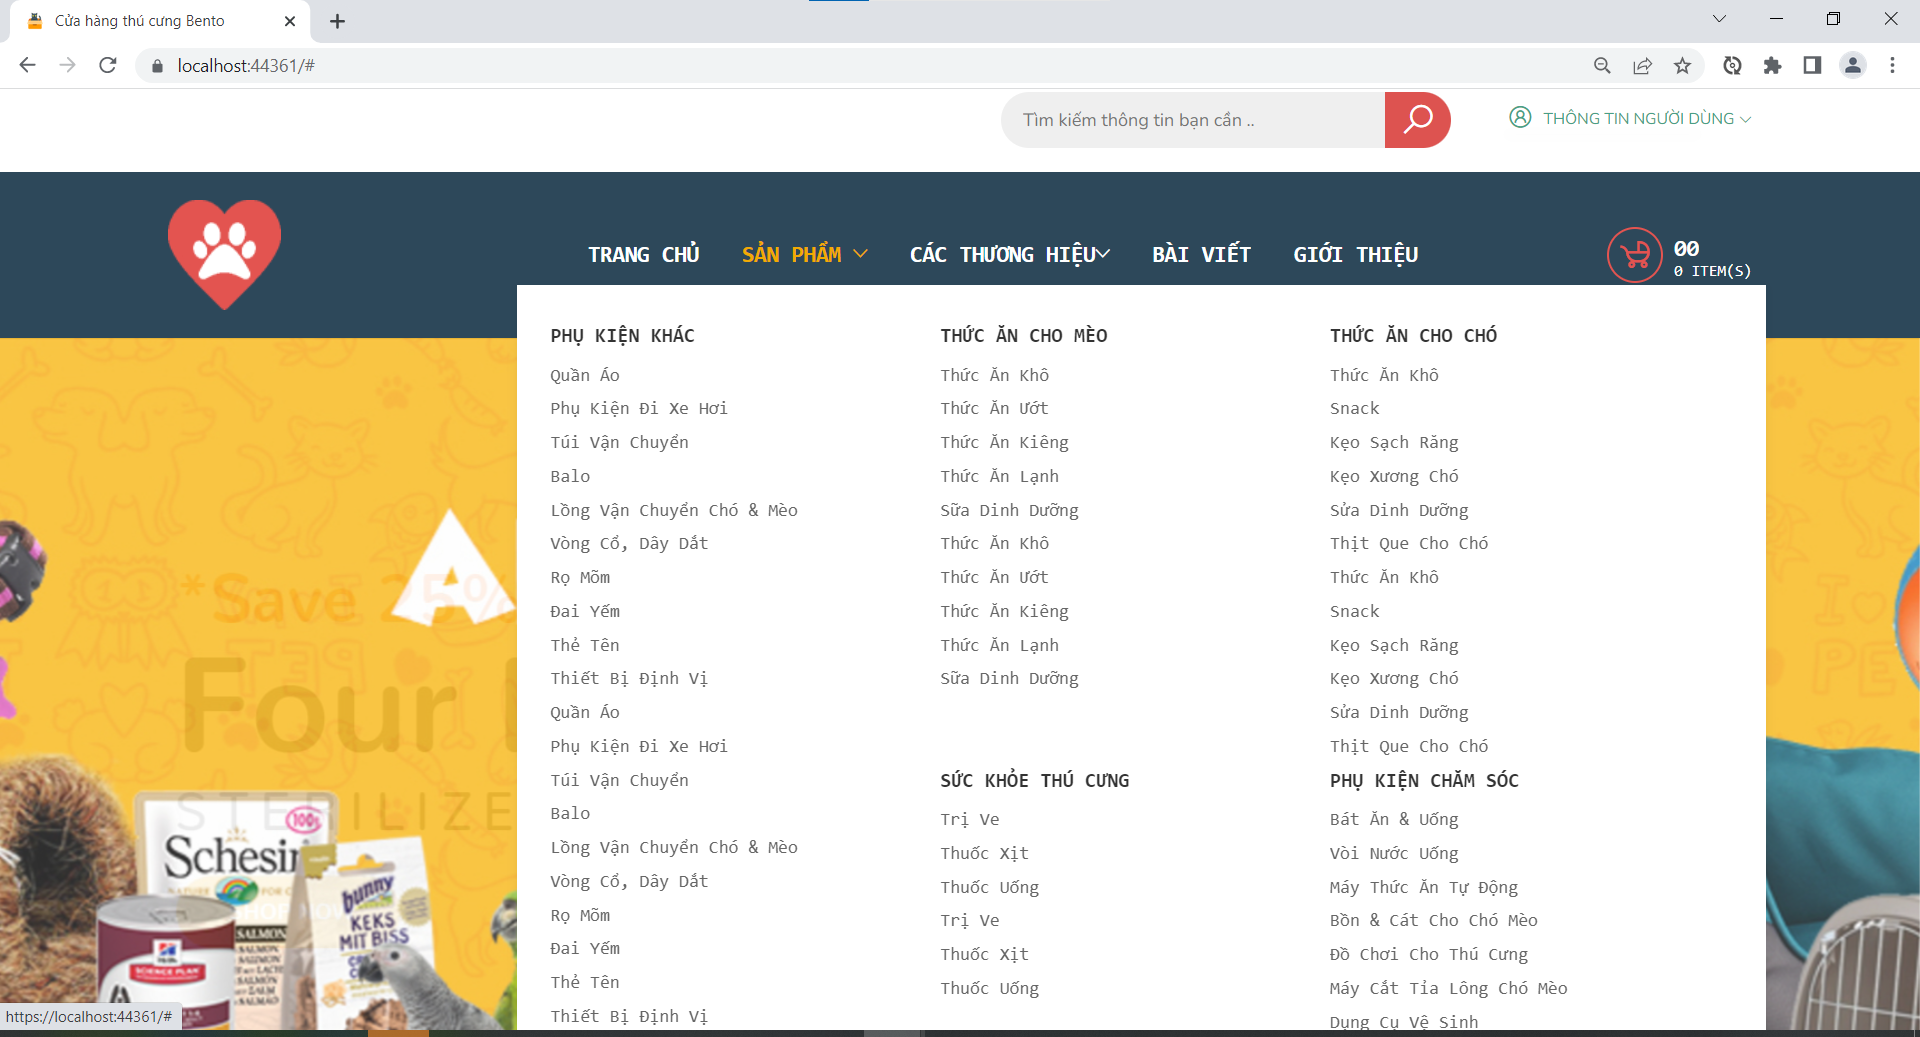 Cửa hàng thú cưng Bento
localhost:44361/#
Tìm kiếm thông tin bạn cần ..
THÔNG TIN NGƯỜI DÙNG
TRANG CHỦ
SẢN PHẨM
CÁC THƯƠNG HIỆU
BÀI VIẾT
GIỚI THIỆU
00
0 ITEM(S)
PHỤ KIỆN KHÁC
Quần Áo
Phụ Kiện Đi Xe Hơi
Túi Vận Chuyển
Balo
Lồng Vận Chuyển Chó & Mèo
Vòng Cổ, Dây Dắt
Rọ Mõm
Đai Yếm
Thẻ Tên
Thiết Bị Định Vị
Quần Áo
Phụ Kiện Đi Xe Hơi
Túi Vận Chuyển
Balo
Lồng Vận Chuyển Chó & Mèo
Vòng Cổ, Dây Dắt
Rọ Mõm
Đai Yếm
Thẻ Tên
Thiết Bị Định Vị
THỨC ĂN CHO MÈO
Thức Ăn Khô
Thức Ăn Ướt
Thức Ăn Kiêng
Thức Ăn Lạnh
Sữa Dinh Dưỡng
Thức Ăn Khô
Thức Ăn Ướt
Thức Ăn Kiêng
Thức Ăn Lạnh
Sữa Dinh Dưỡng
THỨC ĂN CHO CHÓ
Thức Ăn Khô
Snack
Kẹo Sạch Răng
Kẹo Xương Chó
Sửa Dinh Dưỡng
Thịt Que Cho Chó
Thức Ăn Khô
Snack
Kẹo Sạch Răng
Kẹo Xương Chó
Sửa Dinh Dưỡng
Thịt Que Cho Chó
SỨC KHỎE THÚ CƯNG
Trị Ve
Thuốc Xịt
Thuốc Uống
Trị Ve
Thuốc Xịt
Thuốc Uống
PHỤ KIỆN CHĂM SÓC
Bát Ăn & Uống
Vòi Nước Uống
Máy Thức Ăn Tự Động
Bồn & Cát Cho Chó Mèo
Đồ Chơi Cho Thú Cưng
Máy Cắt Tỉa Lông Chó Mèo
Dụng Cụ Vệ Sinh
A
*Save 25%
Four
STERILIZE
100g
Schesir
SHOP NOW
SALMON
bunny
KEKS
MIT BISS
Hill's
SCIENCE PLAN
I
PET
PE
https://localhost:44361/#